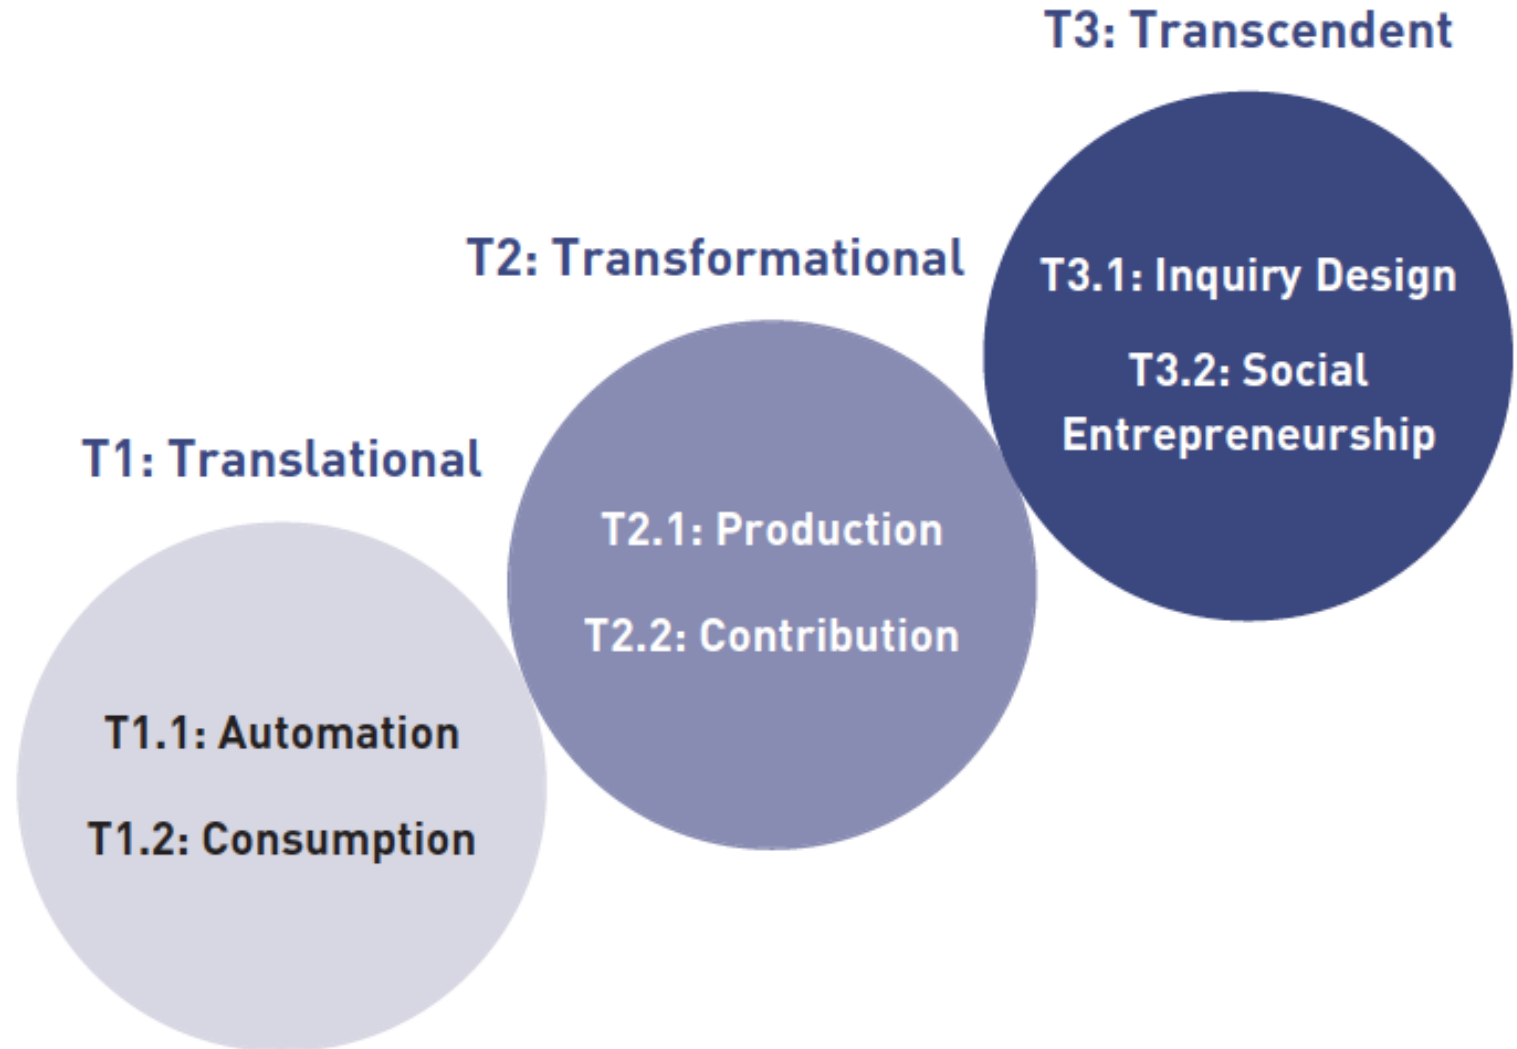 T3: Transcendent
T3.1: Inquiry Design
T3.2: Social
Entrepreneurship
T2: Transformational
T2.1: Production
T2.2: Contribution
T1: Translational
T1.1: Automation
T1.2: Consumption